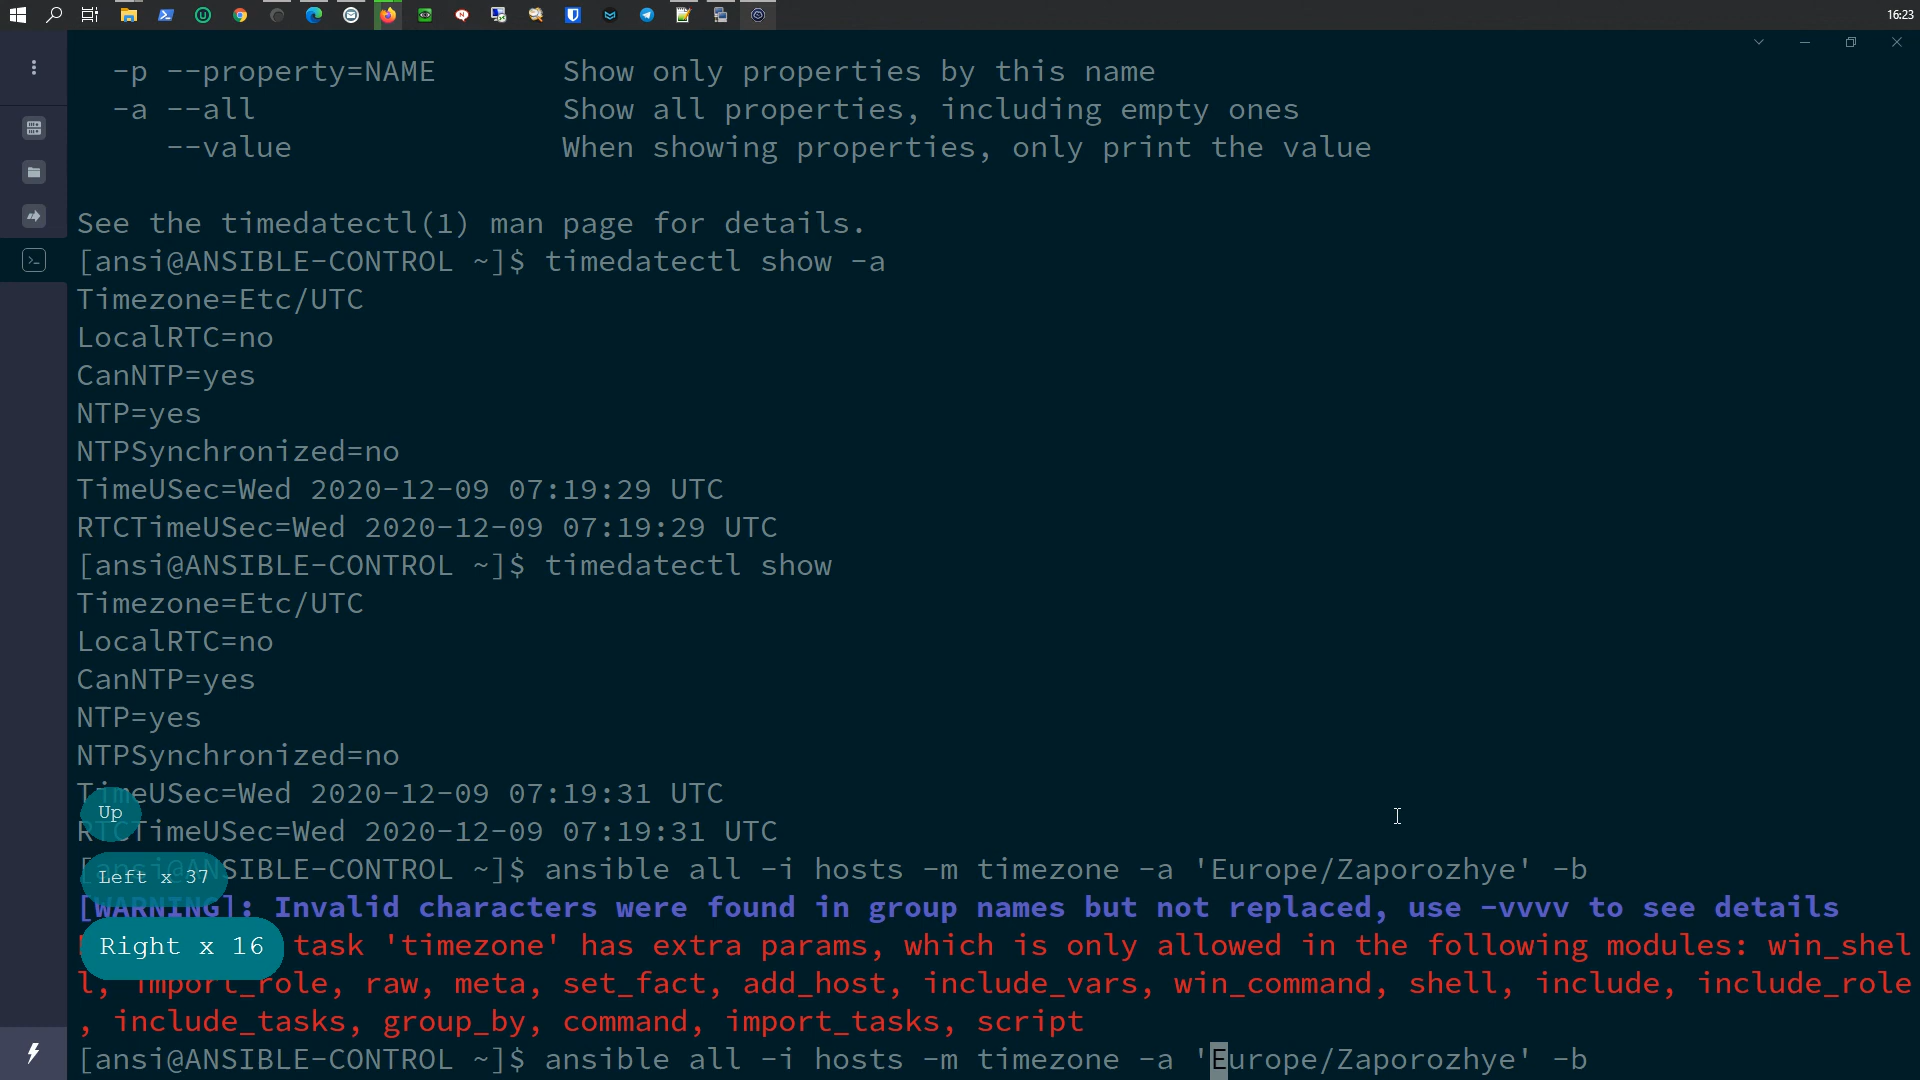 16:23
-p --property=NAME Show only properties by this name
-a --all Show all properties, including empty ones
--value When showing properties, only print the value
See the timedatectl(1) man page for details.
[ansi@ANSIBLE-CONTROL ~]$ timedatectl show -a
Timezone=Etc/UTC
LocalRTC=no
CanNTP=yes
NTP=yes
NTPSynchronized=no
TimeUSec=Wed 2020-12-09 07:19:29 UTC
RTCTimeUSec=Wed 2020-12-09 07:19:29 UTC
[ansi@ANSIBLE-CONTROL ~]$ timedatectl show
Timezone=Etc/UTC
LocalRTC=no
CanNTP=yes
NTP=yes
NTPSynchronized=no
TimeUSec=Wed 2020-12-09 07:19:31 UTC
Up
RTCTimeUSec=Wed 2020-12-09 07:19:31 UTC
[ansi@ANSIBLE-CONTROL ~]$ ansible all -i hosts -m timezone -a 'Europe/Zaporozhye' -b
Left x 37
[WARNING]: Invalid characters were found in group names but not replaced, use -vvvv to see details
Right x 16
task 'timezone' has extra params, which is only allowed in the following modules: win_shel
l, import_role, raw, meta, set_fact, add_host, include_vars, win_command, shell, include, include_role
, include_tasks, group_by, command, import_tasks, script
[ansi@ANSIBLE-CONTROL ~]$ ansible all -i hosts -m timezone -a 'Europe/Zaporozhye' -b